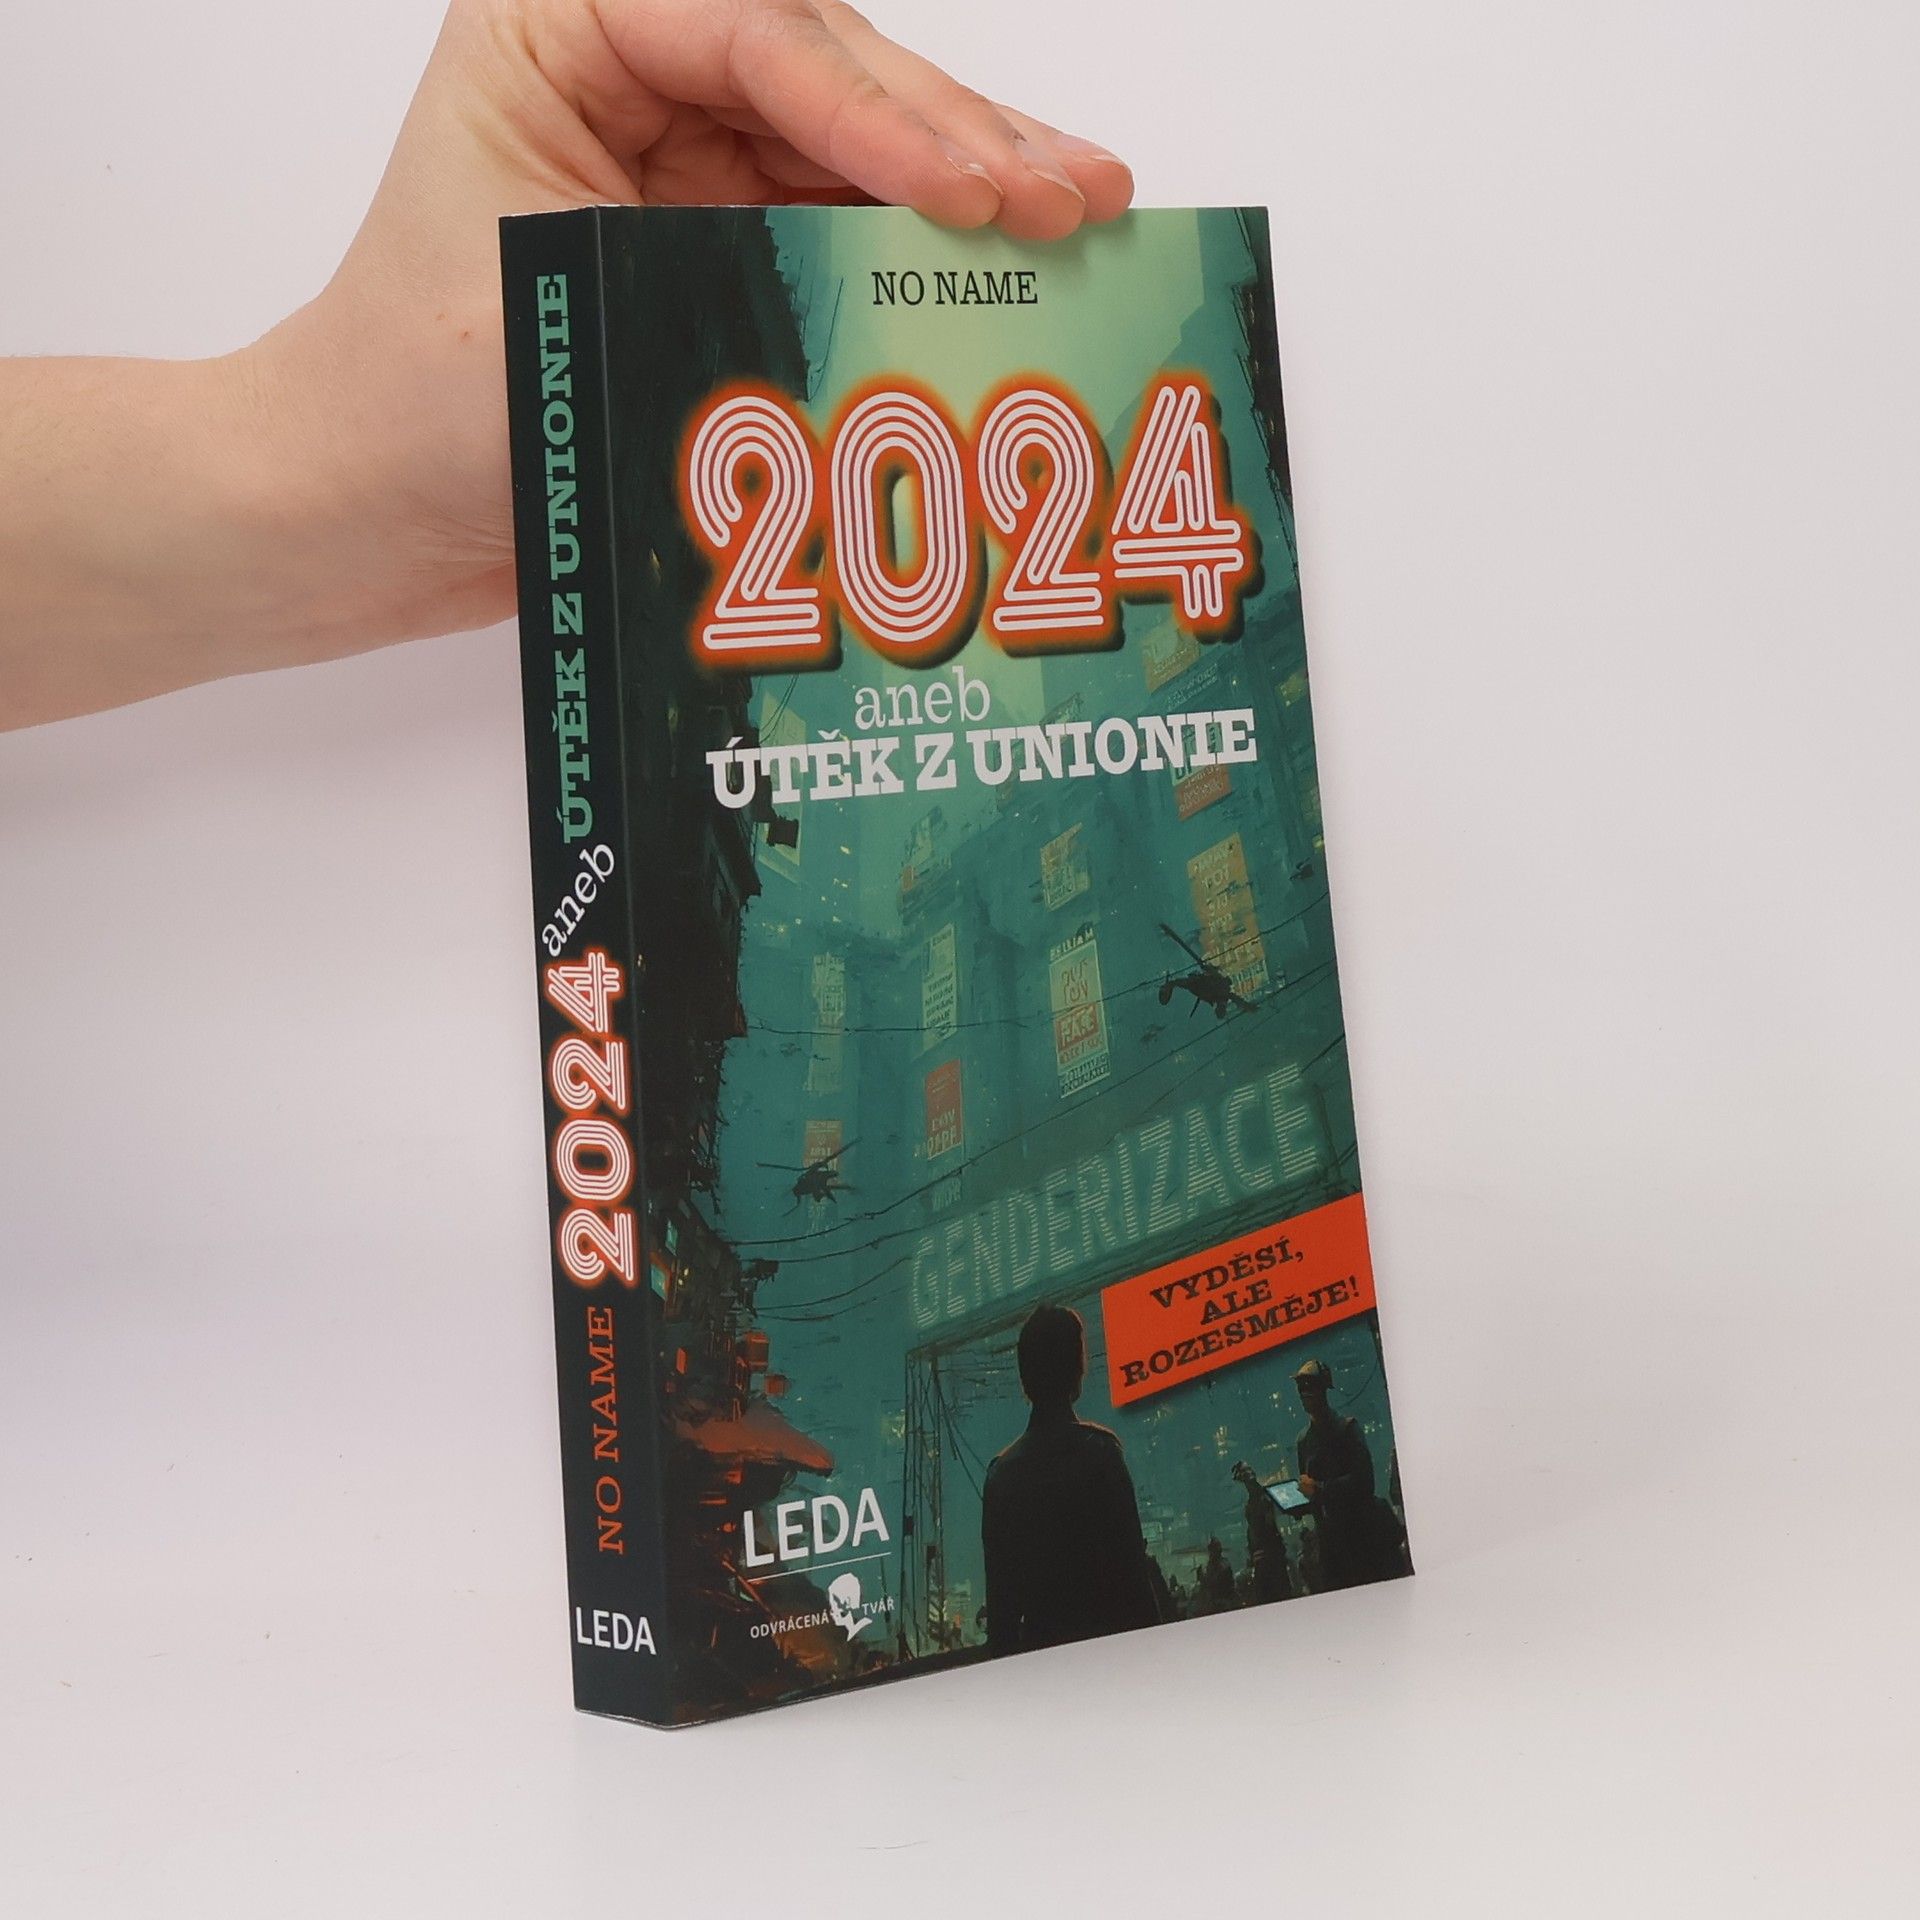 NO NAME
2024
aneb
ÚTĚK Z UNIONIE
GENDERIZACE
VYDĚSÍ,
ALE
ROZESMĚJE!
LEDA
ODVRÁCENÁ TVÁŘ
NO NAME 2024 aneb ÚTĚK Z UNIONIE
LEDA